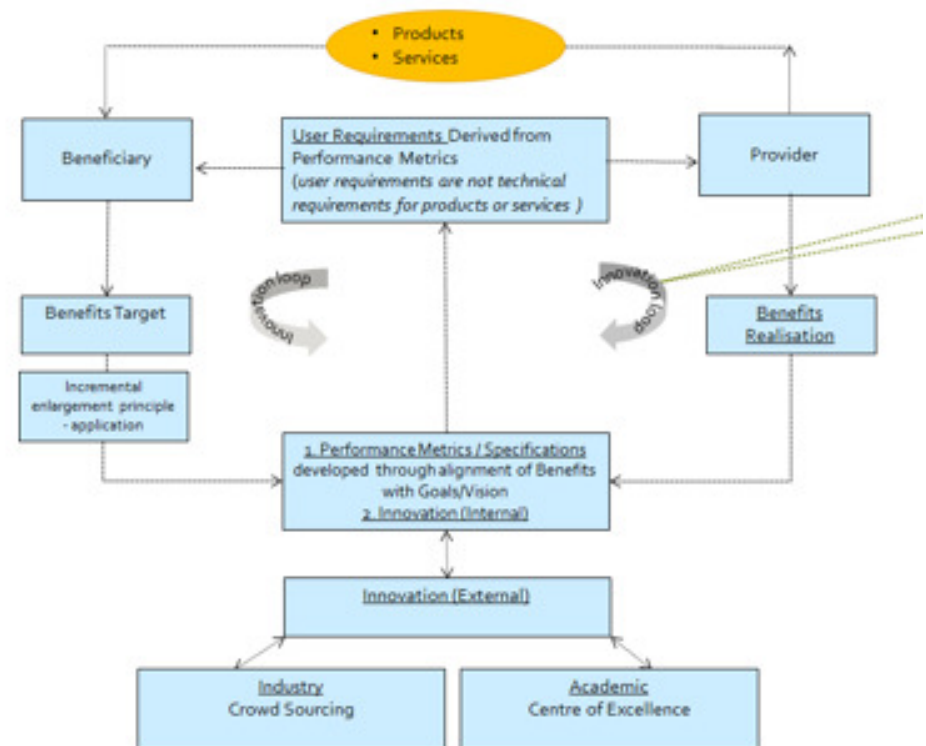 • Products
• Services
Beneficiary
User Requirements Derived from
Performance Metrics
(user requirements are not technical
requirements for products or services )
Provider
Innovation loop
Innovation loop
Benefits Target
Benefits
Realisation
Incremental
enlargement principle
- application
1. Performance Metrics / Specifications
developed through alignment of Benefits
with Goals/Vision
2. Innovation (Internal)
Innovation (External)
Industry
Crowd Sourcing
Academic
Centre of Excellence